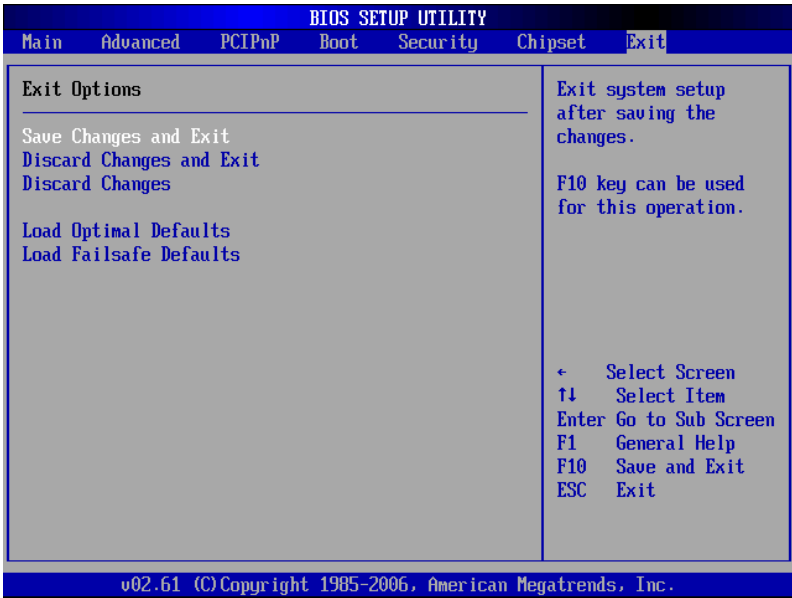 BIOS SETUP UTILITY
Main Advanced PCIPnP Boot Security Chipset Exit
Exit Options
Save Changes and Exit
Discard Changes and Exit
Discard Changes
Load Optimal Defaults
Load Failsafe Defaults
Exit system setup
after saving the
changes.
F10 key can be used
for this operation.
← Select Screen
↑↓ Select Item
Enter Go to Sub Screen
F1 General Help
F10 Save and Exit
ESC Exit
v02.61 (C)Copyright 1985-2006, American Megatrends, Inc.